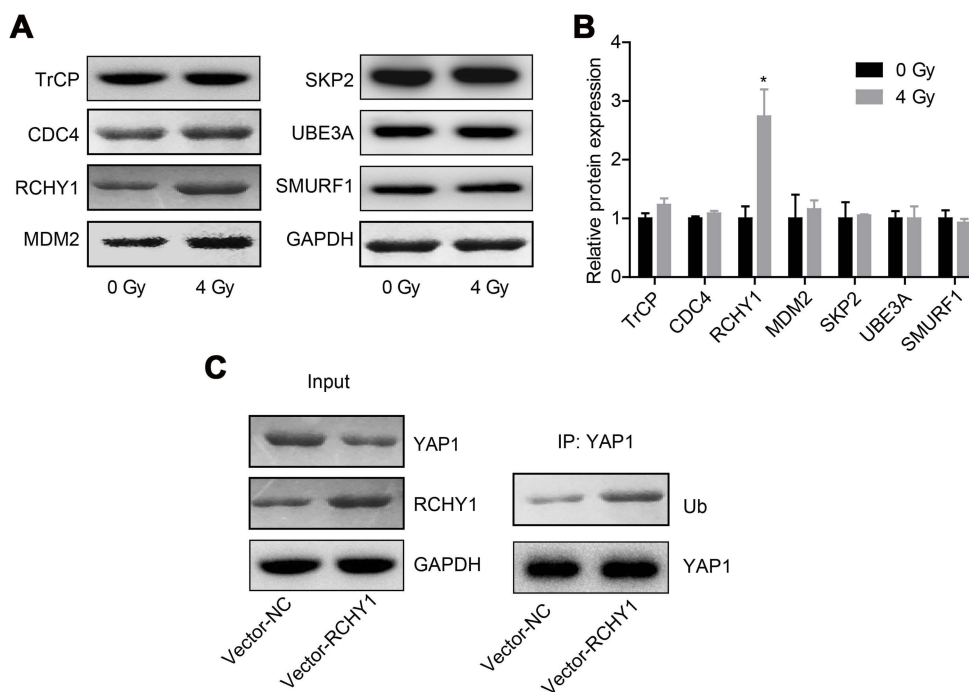 A
TrCP
CDC4
RCHY1
MDM2
0 Gy 4 Gy
SKP2
UBE3A
SMURF1
GAPDH
0 Gy 4 Gy
B
Relative protein expression
4
3
2
1
0
*
0 Gy
4 Gy
TrCP
CDC4
RCHY1
MDM2
SKP2
UBE3A
SMURF1
C
Input
YAP1
RCHY1
GAPDH
Vector-NC
Vector-RCHY1
IP: YAP1
Ub
YAP1
Vector-NC
Vector-RCHY1